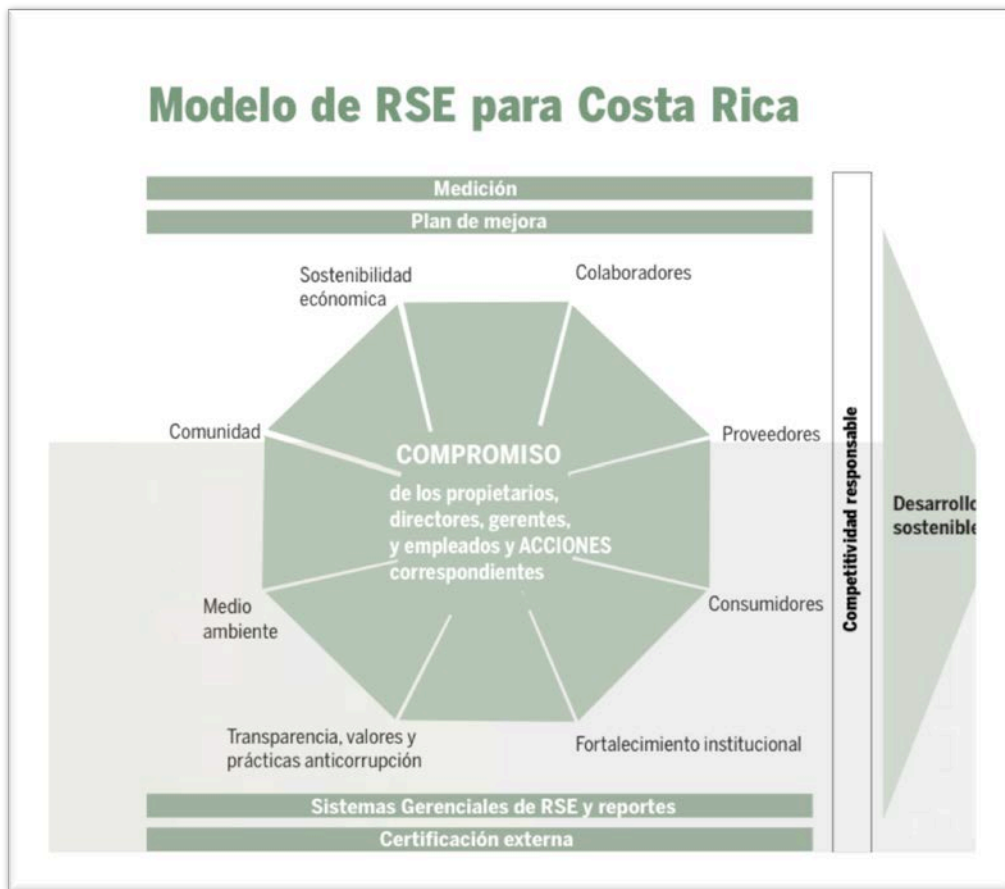 Modelo de RSE para Costa Rica
Medición
Plan de mejora
Sostenibilidad
ecónomica
Colaboradores
Comunidad
Proveedores
COMPROMISO
de los propietarios,
directores, gerentes,
y empleados y ACCIONES
correspondientes
Medio
ambiente
Consumidores
Transparencia, valores y
prácticas anticorrupción
Fortalecimiento institucional
Sistemas Gerenciales de RSE y reportes
Certificación externa
Competitividad responsable
Desarrollo
sostenible